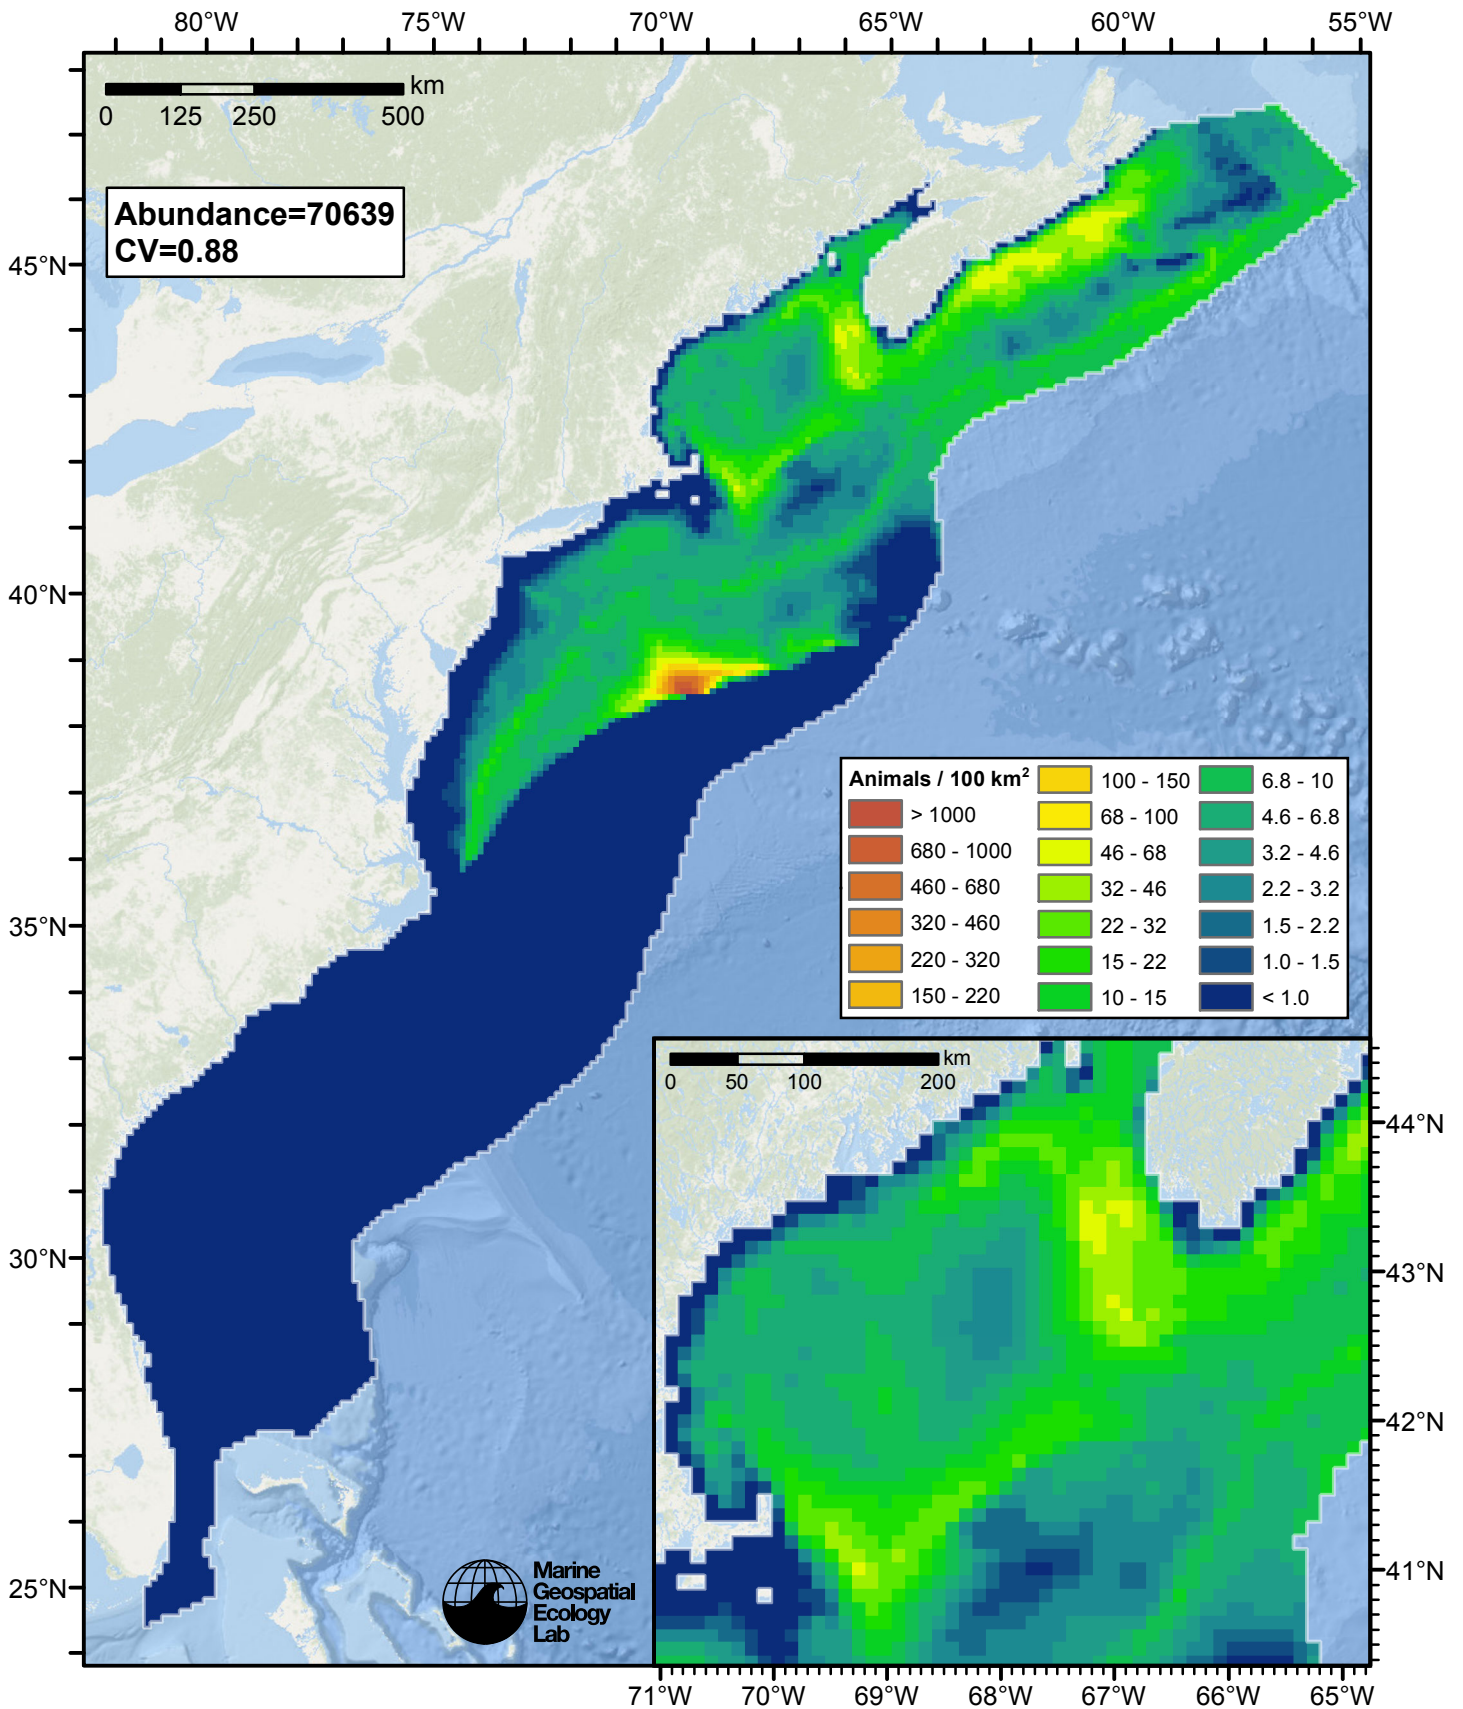 80°W 75°W 70°W 65°W 60°W 55°W
km
0 125 250 500
Abundance=70639
CV=0.88
45°N
40°N
35°N
30°N
25°N
Animals / 100 km²
> 1000
680 - 1000
460 - 680
320 - 460
220 - 320
150 - 220
100 - 150
68 - 100
46 - 68
32 - 46
22 - 32
15 - 22
10 - 15
6.8 - 10
4.6 - 6.8
3.2 - 4.6
2.2 - 3.2
1.5 - 2.2
1.0 - 1.5
< 1.0
km
0 50 100 200
44°N
43°N
42°N
41°N
Marine
Geospatial
Ecology
Lab
71°W 70°W 69°W 68°W 67°W 66°W 65°W